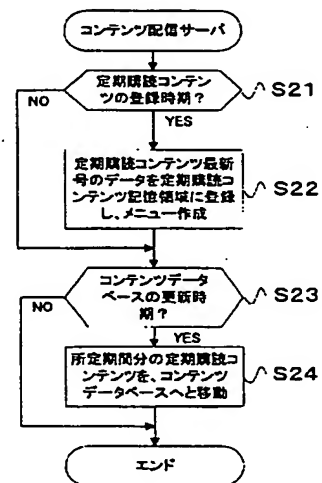 コンテンツ配信サーバ
定期購読コンテン
ツの登録時期？
S21
NO
YES
定期購読コンテンツ最新
号のデータを定期購読コ
ンテンツ記憶領域に登録
し、メニュー作成
S22
コンテンツデータ
ベースの更新時
期？
S23
NO
YES
所定期間分の定期購読コ
ンテンツを、コンテンツ
データベースへと移動
S24
エンド